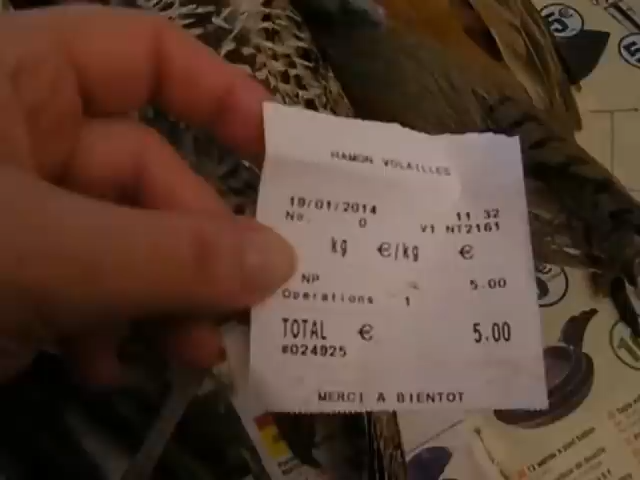 RAMON VOLAILLES
19/01/2014 11 32
No. 0 V1 NT2161
kg €/kg €
NP 5.00
Operations 1
TOTAL € 5.00
#024925
MERCI A BIENTOT
5€